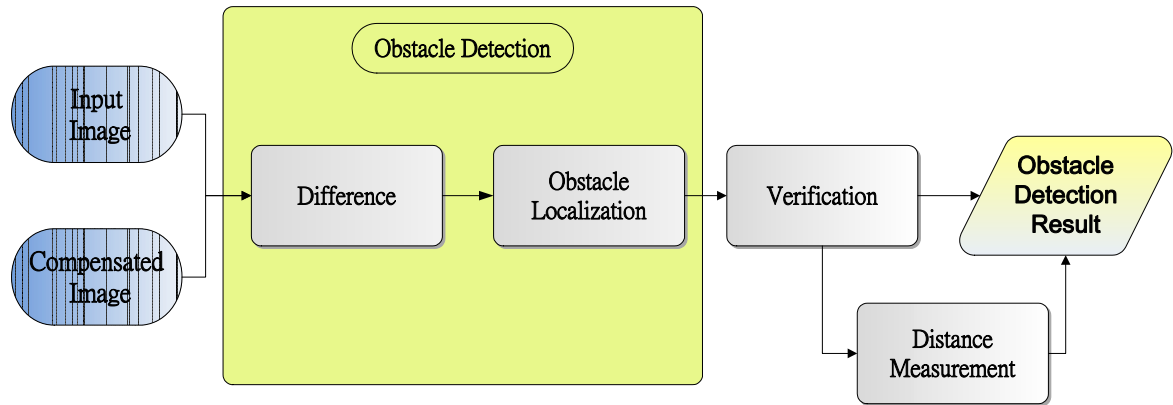 Obstacle Detection
Input
Image
Compensated
Image
Difference
Obstacle
Localization
Verification
Obstacle
Detection
Result
Distance
Measurement